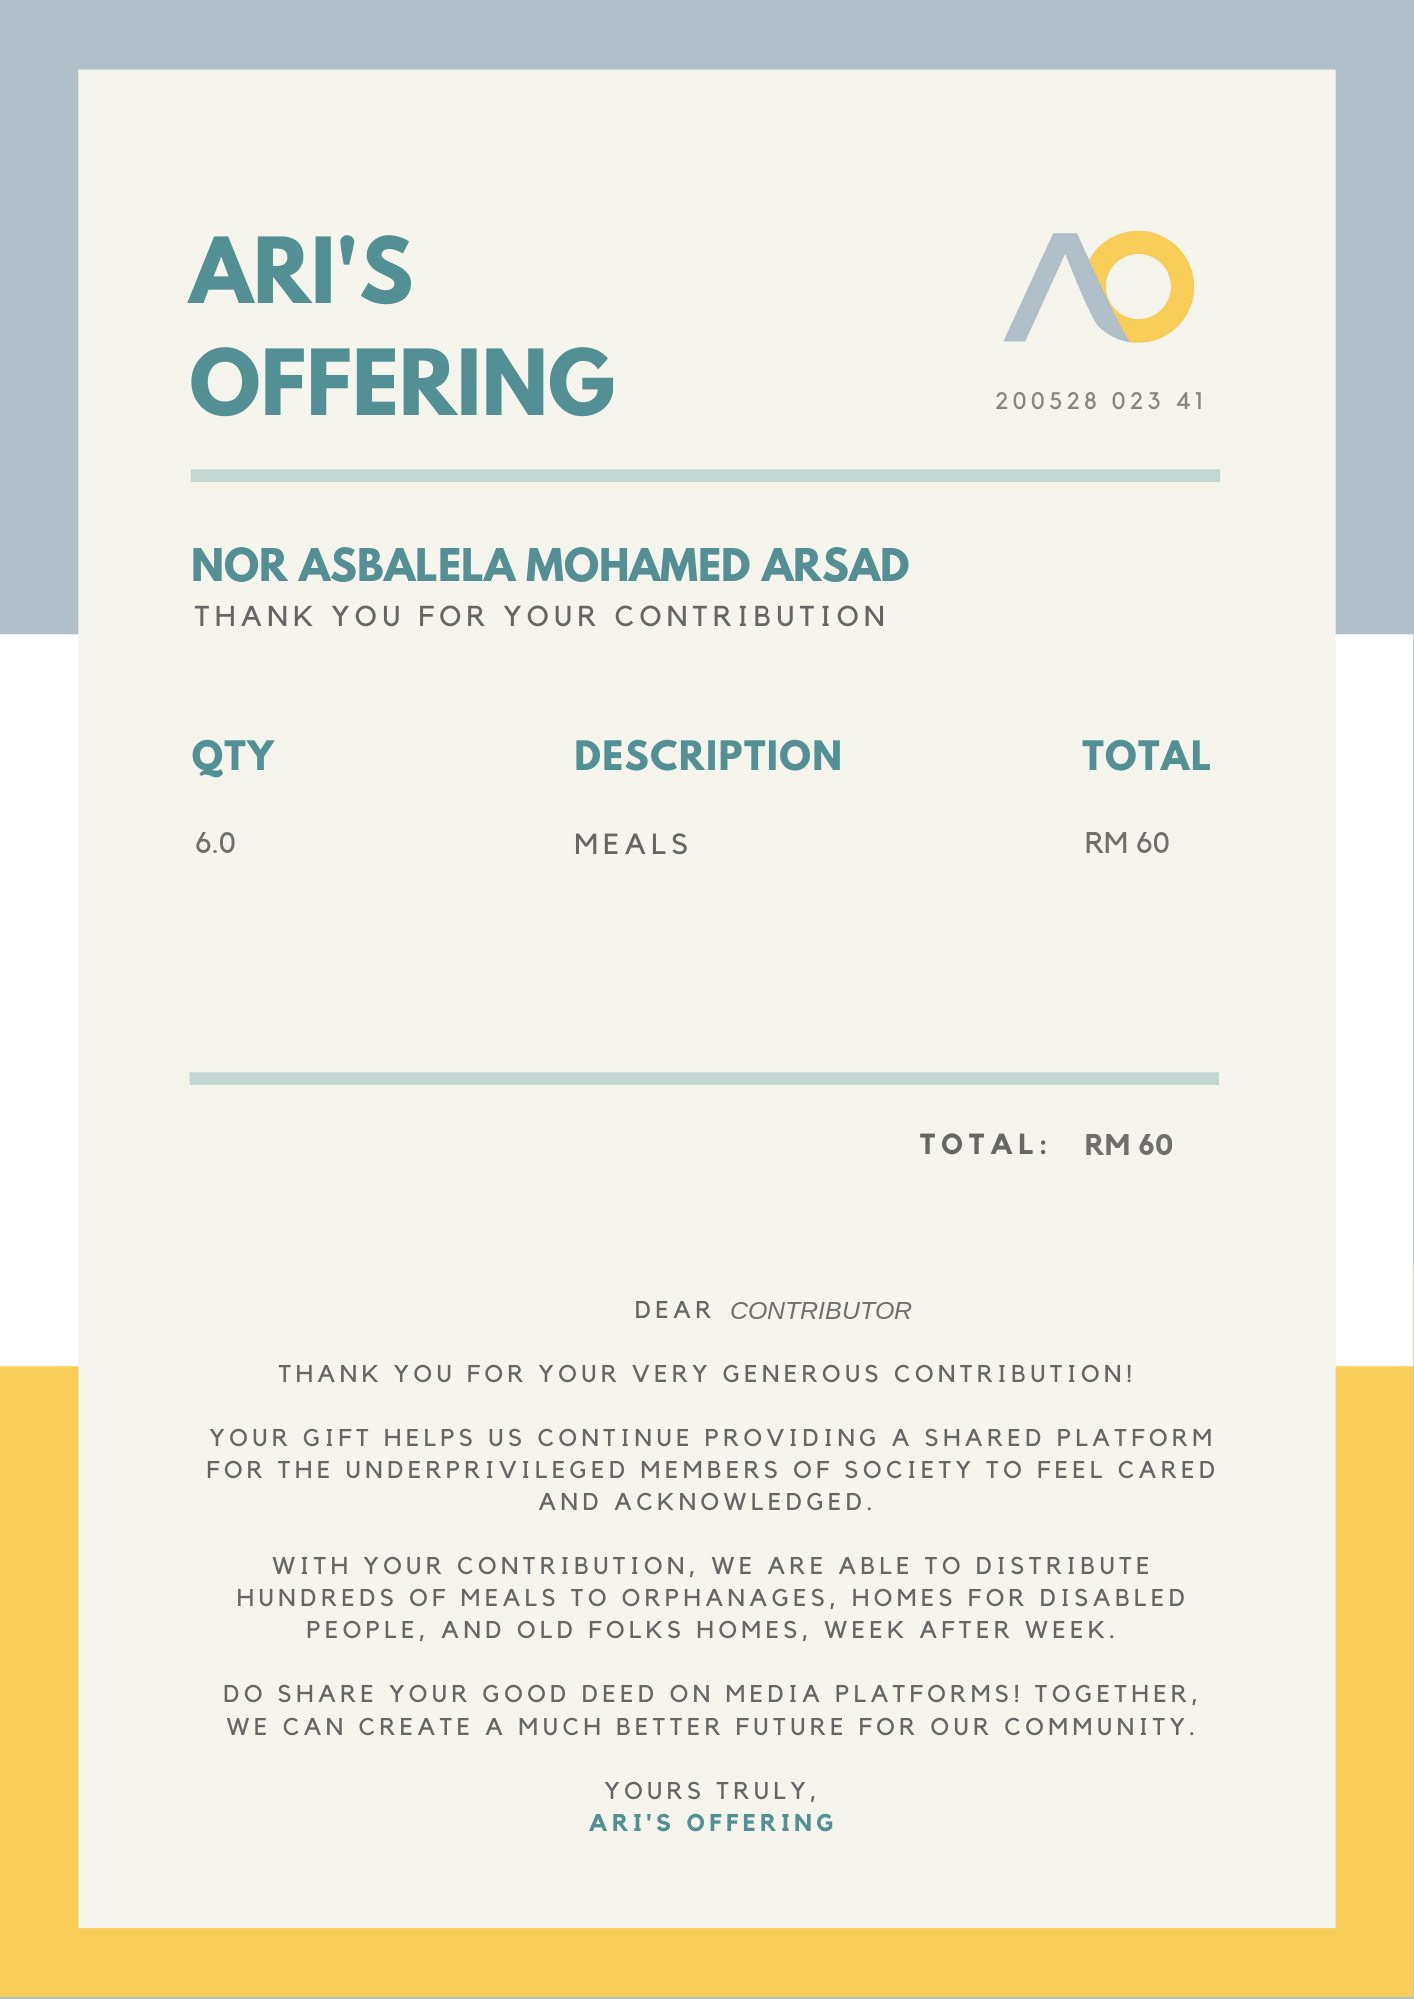 ARI'S
OFFERING
AO
200528 023 41
NOR ASBALELA MOHAMED ARSAD
THANK YOU FOR YOUR CONTRIBUTION
QTY DESCRIPTION TOTAL
6.0 MEALS RM 60
TOTAL: RM 60
DEAR CONTRIBUTOR
THANK YOU FOR YOUR VERY GENEROUS CONTRIBUTION!
YOUR GIFT HELPS US CONTINUE PROVIDING A SHARED PLATFORM
FOR THE UNDERPRIVILEGED MEMBERS OF SOCIETY TO FEEL CARED
AND ACKNOWLEDGED.
WITH YOUR CONTRIBUTION, WE ARE ABLE TO DISTRIBUTE
HUNDREDS OF MEALS TO ORPHANAGES, HOMES FOR DISABLED
PEOPLE, AND OLD FOLKS HOMES, WEEK AFTER WEEK.
DO SHARE YOUR GOOD DEED ON MEDIA PLATFORMS! TOGETHER,
WE CAN CREATE A MUCH BETTER FUTURE FOR OUR COMMUNITY.
YOURS TRULY,
ARI'S OFFERING